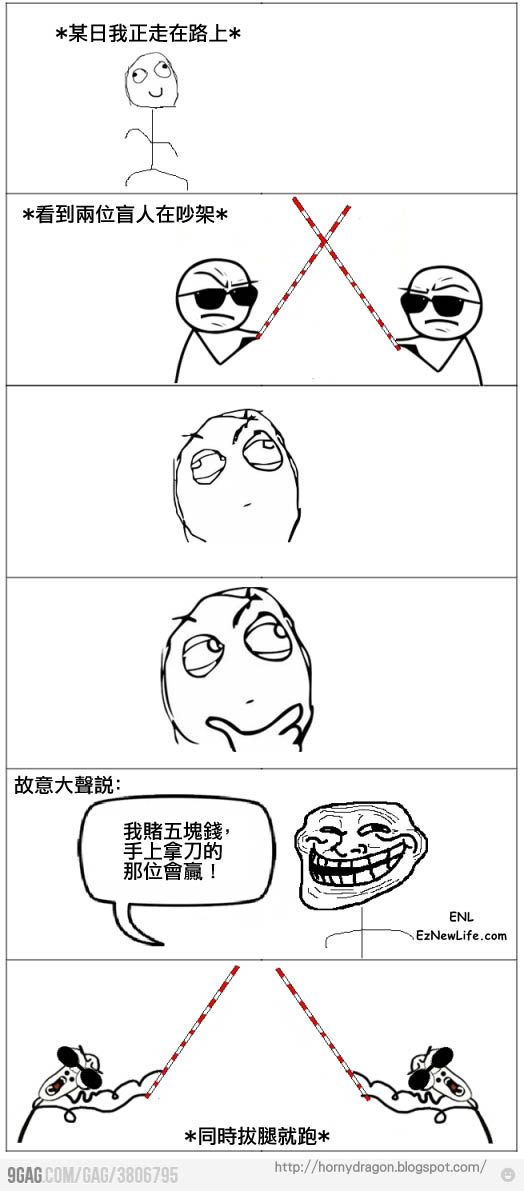 *某日我正走在路上*
*看到兩位盲人在吵架*
故意大聲説:
我賭五塊錢,
手上拿刀的
那位會贏!
ENL
EzNewLife.com
*同時拔腿就跑*
9GAG.COM/GAG/3806795
http://hornydragon.blogspot.com/